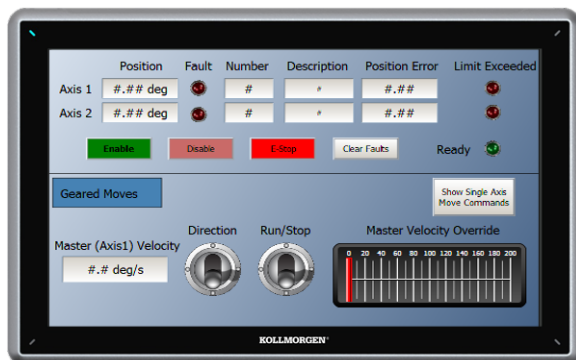 Position Fault Number Description Position Error Limit Exceeded
Axis 1 #.## deg # # #.##
Axis 2 #.## deg # # #.##
Enable Disable E-Stop Clear Faults Ready
Geared Moves
Show Single Axis
Move Commands
Direction Run/Stop Master Velocity Override
Master (Axis1) Velocity
#.# deg/s
0 20 40 60 80 100 120 140 160 180 200
KOLLMORGEN